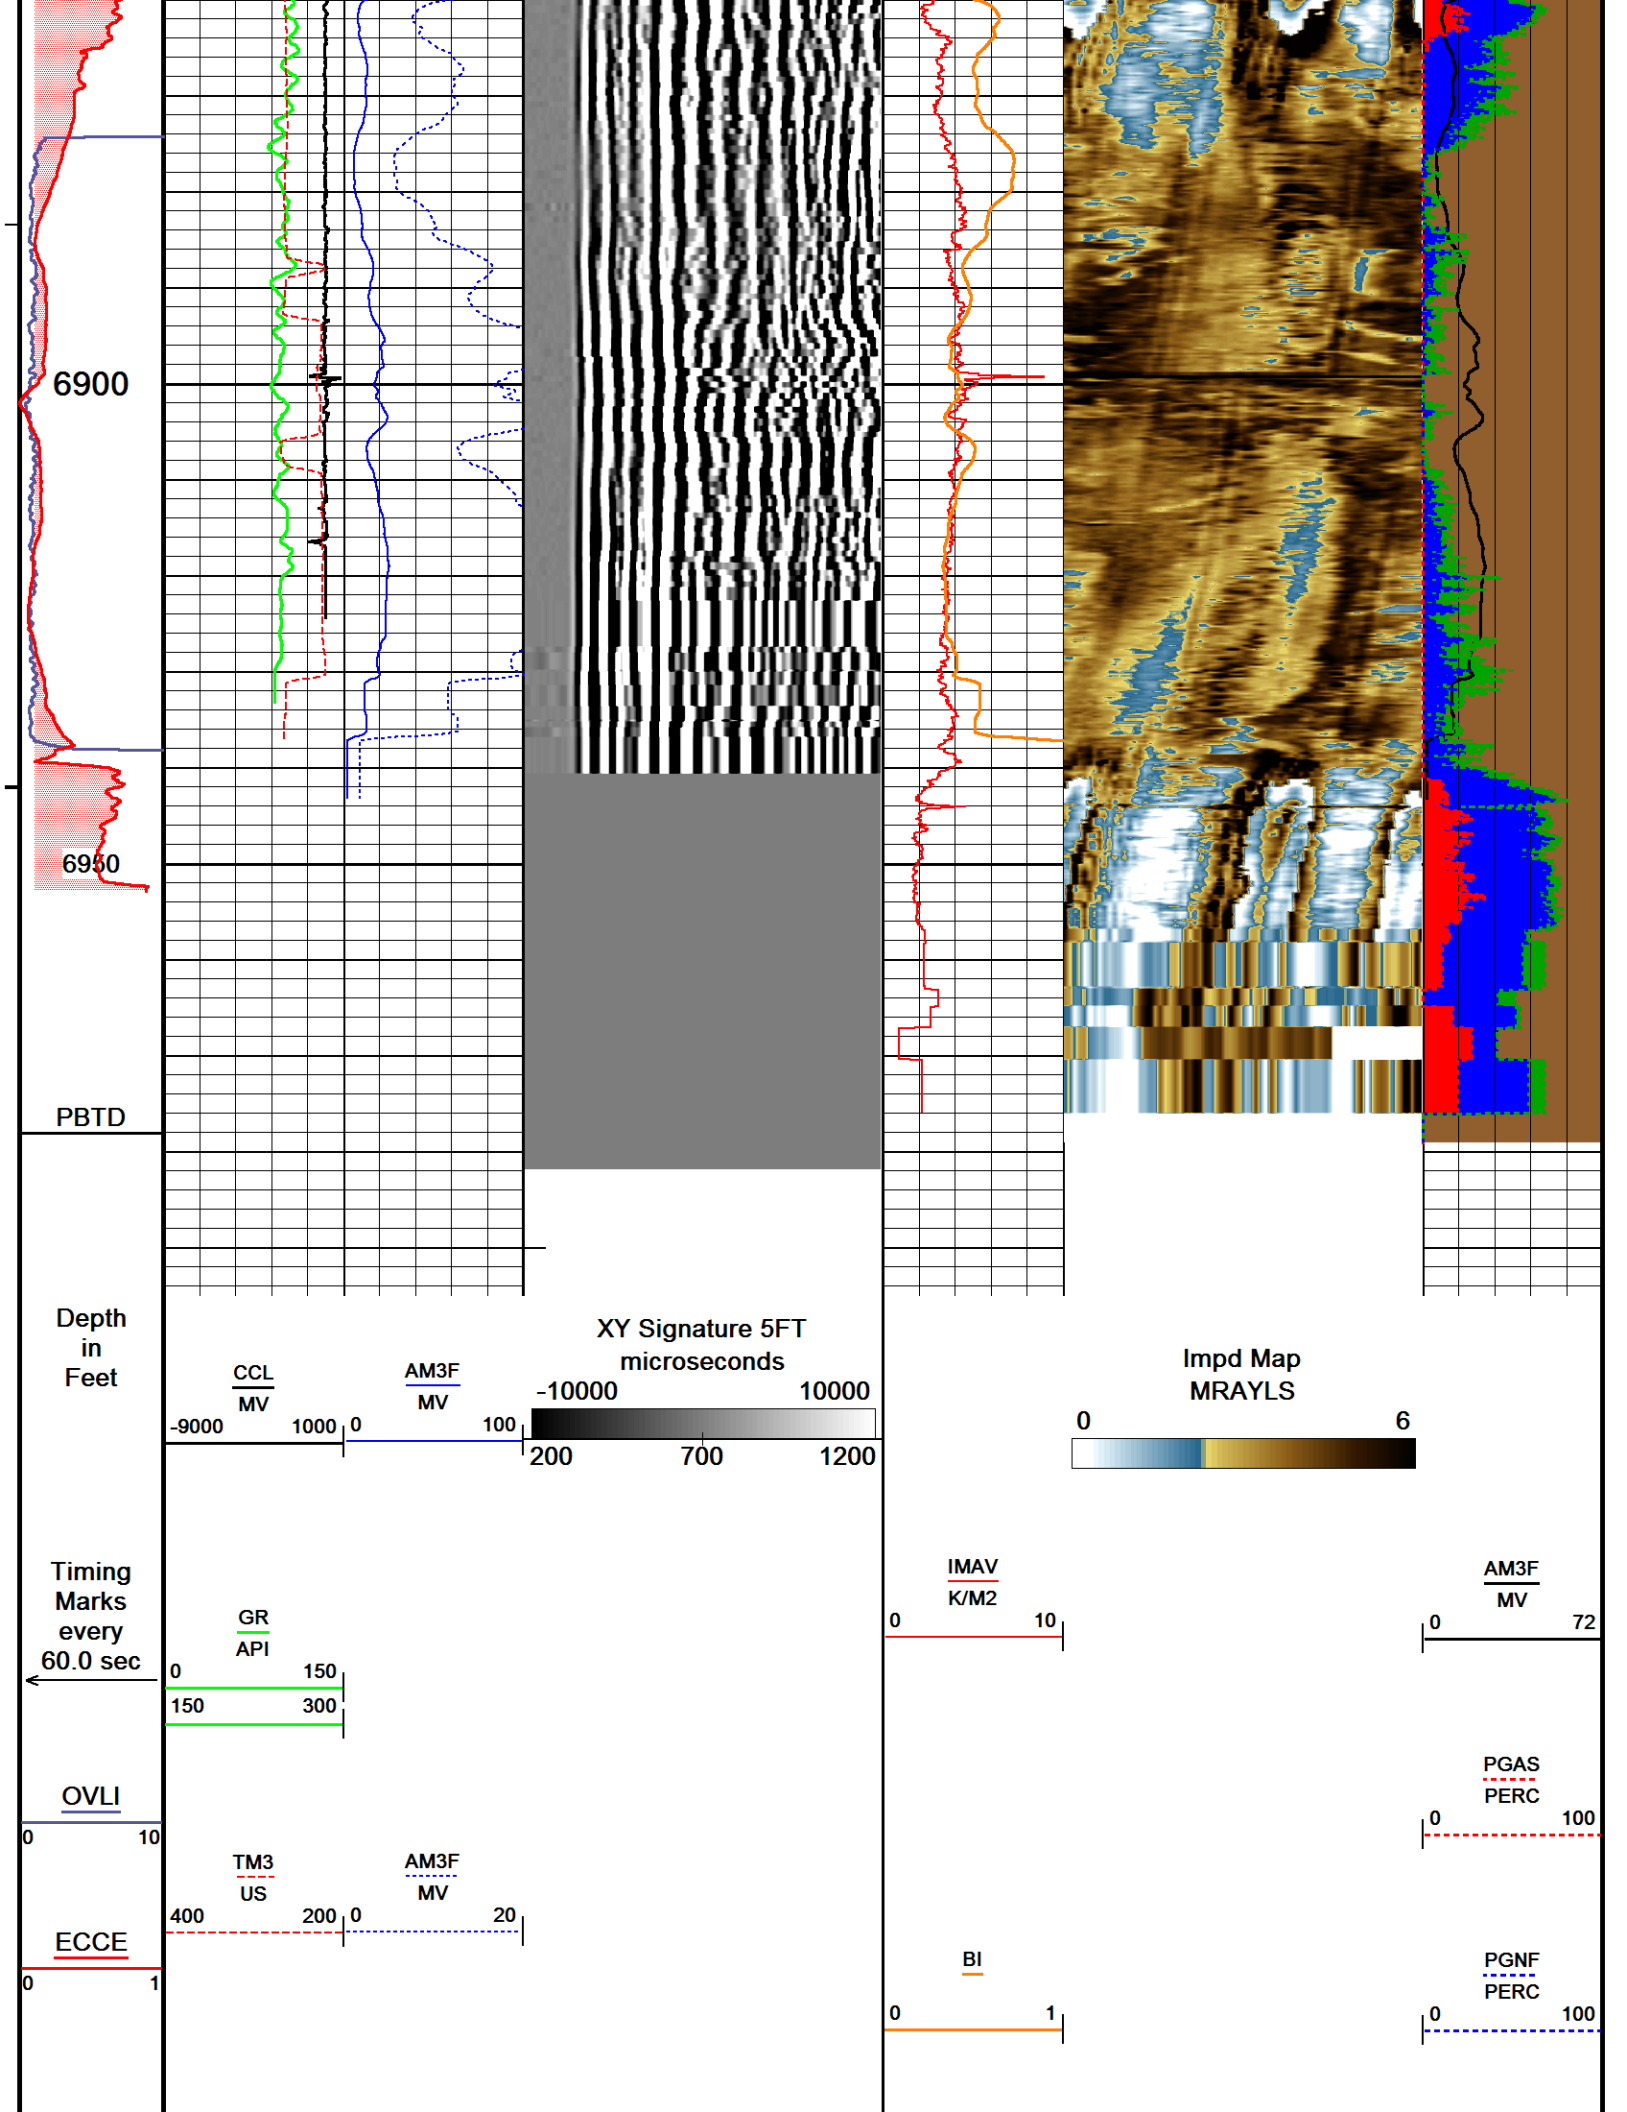 6900
6950
PBTD
Depth
in
Feet
Timing
Marks
every
60.0 sec
OVLI
0 10
ECCE
0 1
CCL
MV
-9000 1000
GR
API
0 150
150 300
TM3
US
400 200
AM3F
MV
0 100
AM3F
MV
0 20
XY Signature 5FT
microseconds
-10000 10000
200 700 1200
IMAV
K/M2
0 10
BI
0 1
Impd Map
MRAYLS
0 6
AM3F
MV
0 72
PGAS
PERC
0 100
PGNF
PERC
0 100